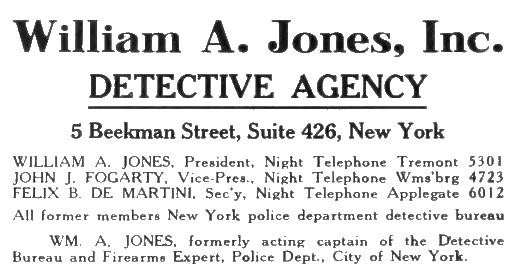 William A. Jones, Inc.
DETECTIVE AGENCY
5 Beekman Street, Suite 426, New York
WILLIAM A. JONES, President, Night Telephone Tremont 5301
JOHN J. FOGARTY, Vice-Pres., Night Telephone Wms'brg 4723
FELIX B. DE MARTINI, Sec'y, Night Telephone Applegate 6012
All former members New York police department detective bureau
WM. A. JONES, formerly acting captain of the Detective
Bureau and Firearms Expert, Police Dept., City of New York.